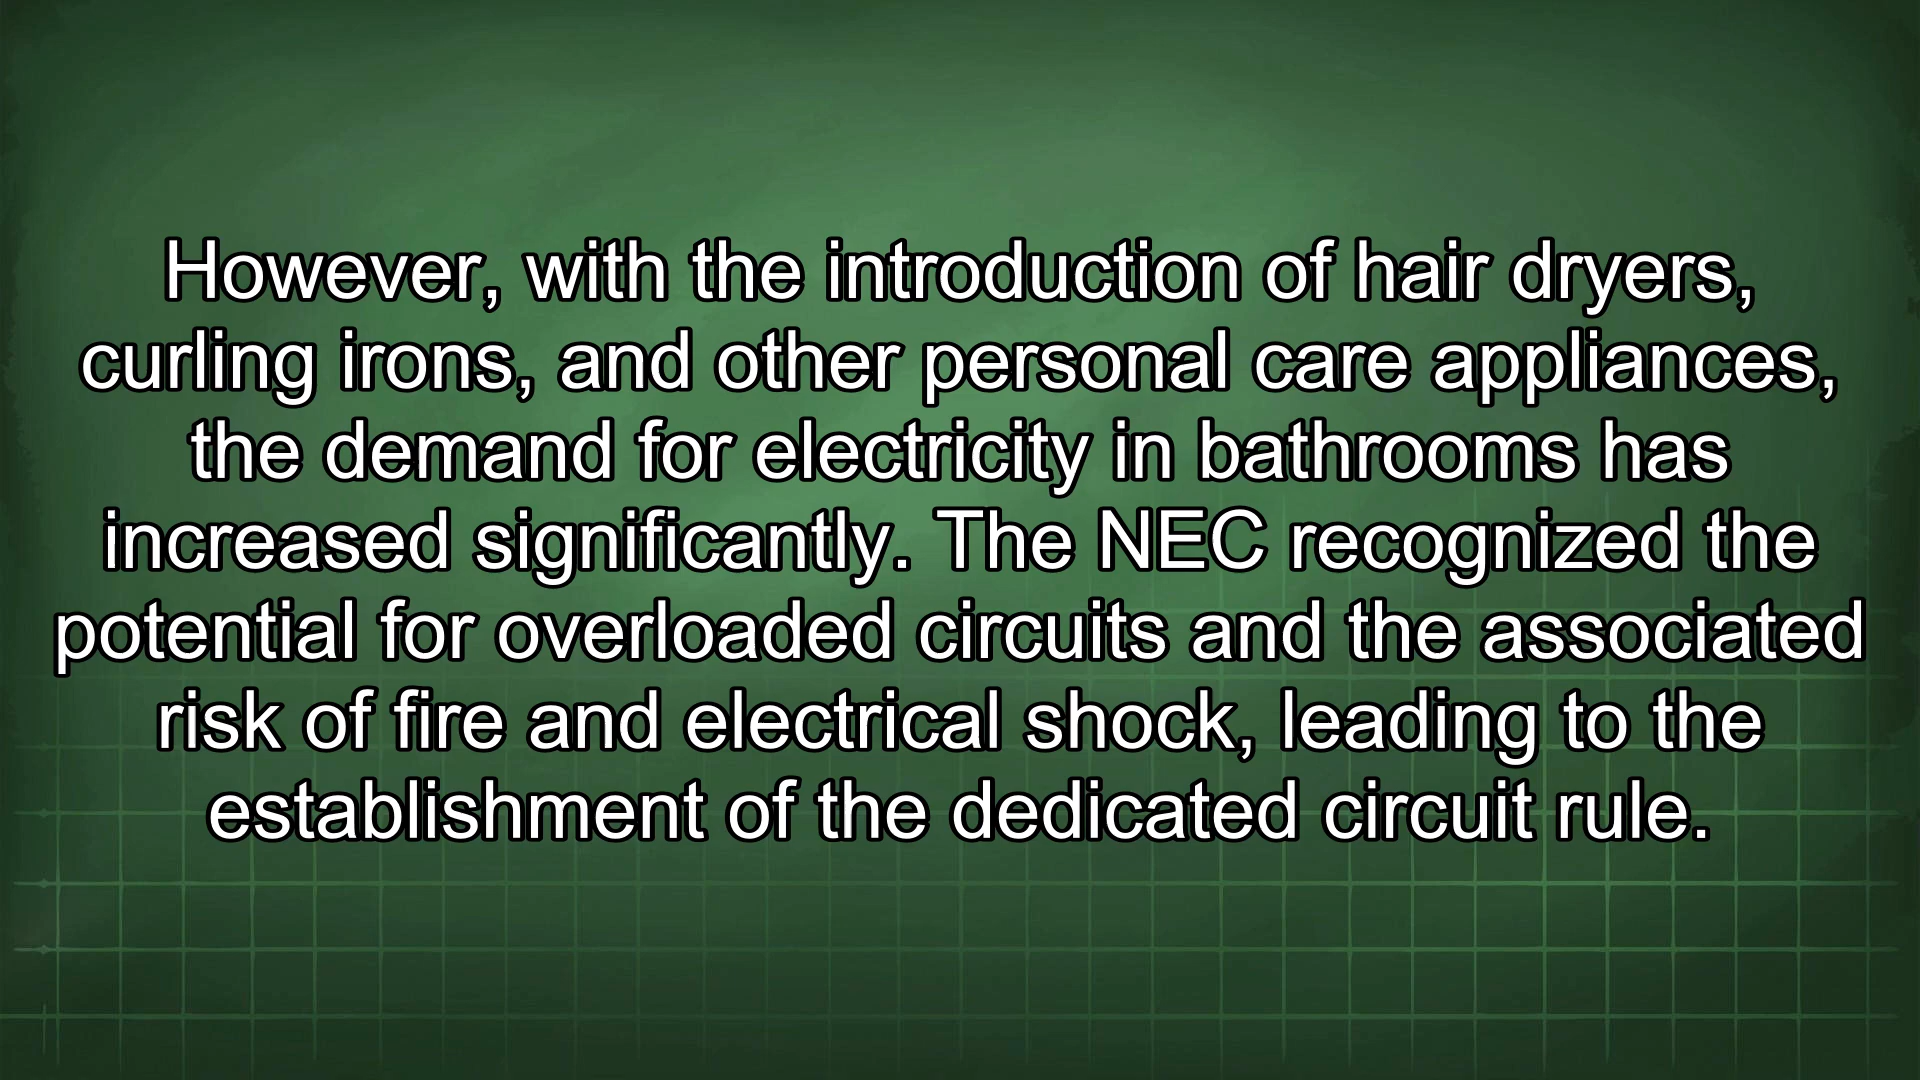 However, with the introduction of hair dryers,
curling irons, and other personal care appliances,
the demand for electricity in bathrooms has
increased significantly. The NEC recognized the
potential for overloaded circuits and the associated
risk of fire and electrical shock, leading to the
establishment of the dedicated circuit rule.